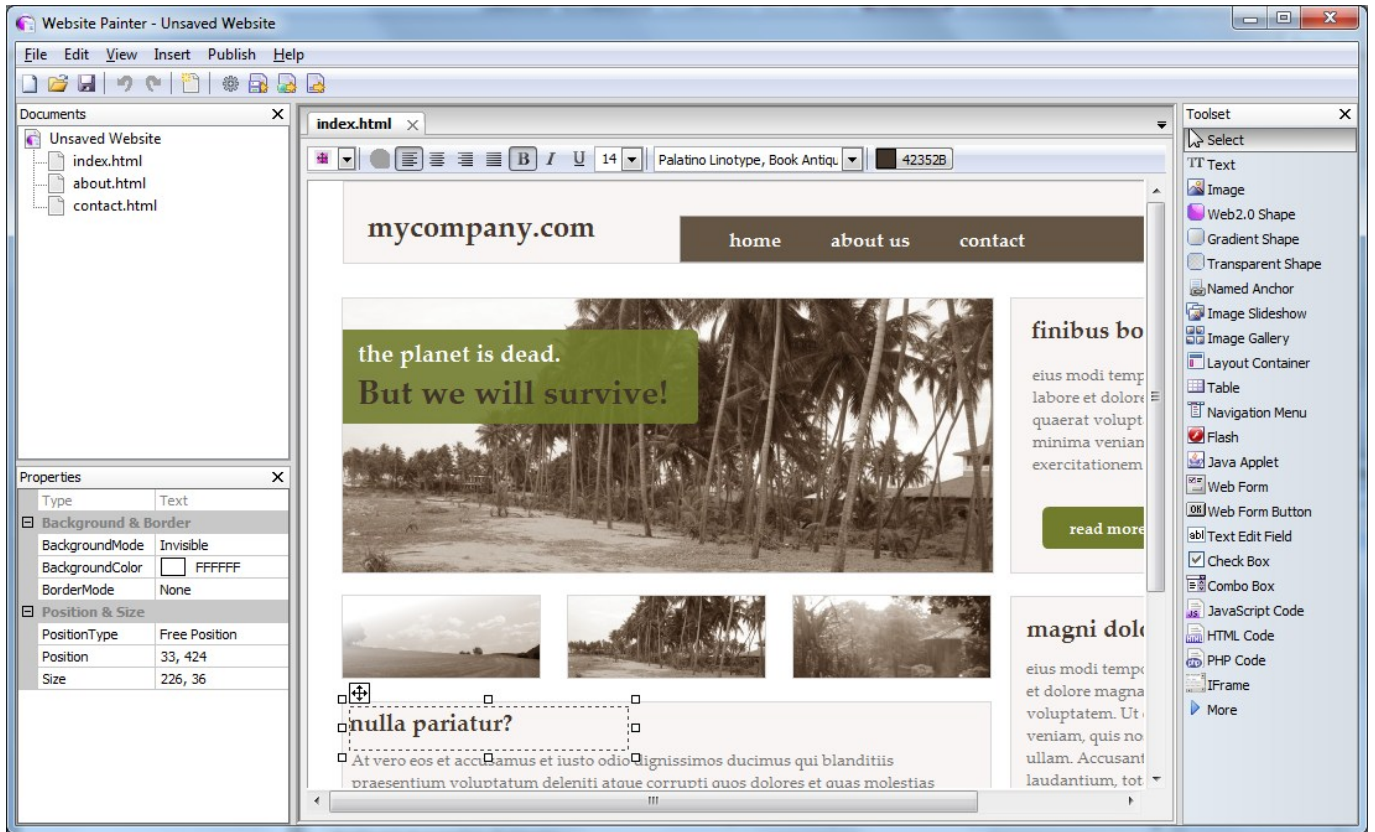 Website Painter - Unsaved Website
File Edit View Insert Publish Help
Documents
Unsaved Website
index.html
about.html
contact.html
Properties
Type Text
Background & Border
BackgroundMode Invisible
BackgroundColor FFFFFF
BorderMode None
Position & Size
PositionType Free Position
Position 33, 424
Size 226, 36
index.html
B I U 14 Palatino Linotype, Book Antiqu 42352B
mycompany.com
home about us contact
the planet is dead.
But we will survive!
finibus bo
eius modi temp
labore et dolore
quaerat volupt
minima veniam
exercitationem
read more
magni dolo
eius modi tempo
et dolore magna
voluptatem. Ut
veniam, quis no
ullam. Accusant
laudantium, tot
nulla pariatur?
At vero eos et accusamus et iusto odio dignissimos ducimus qui blanditiis
praesentium voluptatum deleniti atque corrupti quos dolores et quas molestias
Toolset
Select
TT Text
Image
Web2.0 Shape
Gradient Shape
Transparent Shape
Named Anchor
Image Slideshow
Image Gallery
Layout Container
Table
Navigation Menu
Flash
Java Applet
Web Form
OK Web Form Button
abl Text Edit Field
Check Box
Combo Box
JS JavaScript Code
HTML Code
PHP Code
IFrame
More